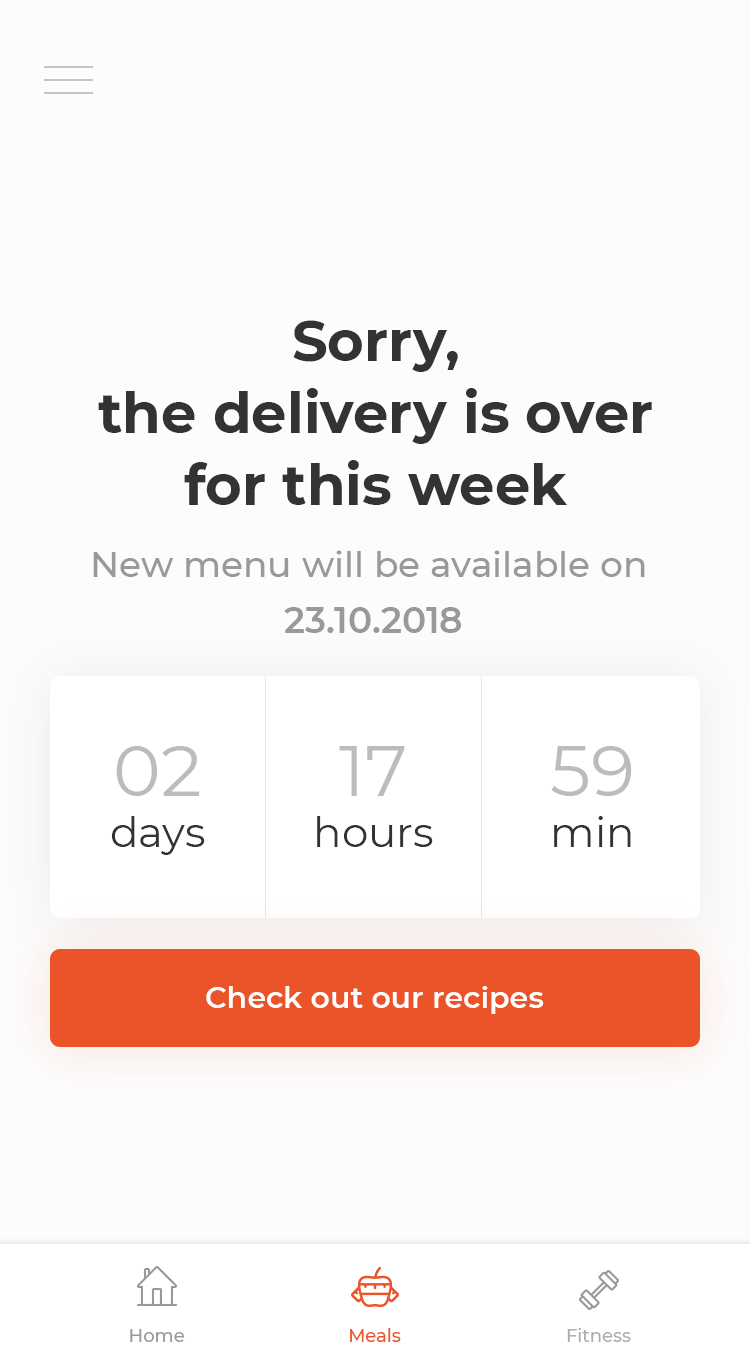 Sorry,
the delivery is over
for this week
New menu will be available on
23.10.2018
02 17 59
days hours min
Check out our recipes
Home Meals Fitness